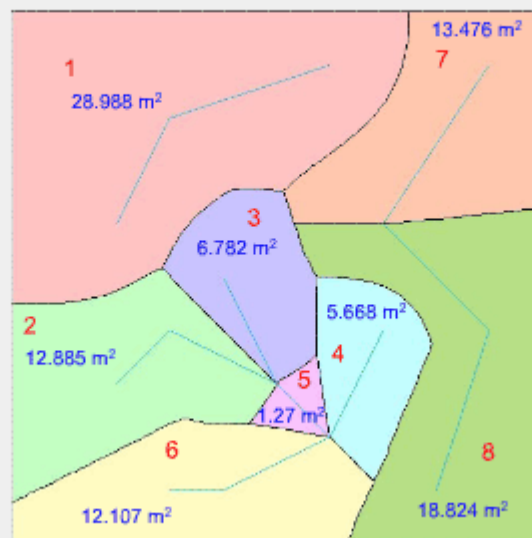 13.476 m²
7
1
28.988 m²
3
6.782 m²
5.668 m²
2
12.885 m²
4
5
1.27 m²
6
8
12.107 m²
18.824 m²